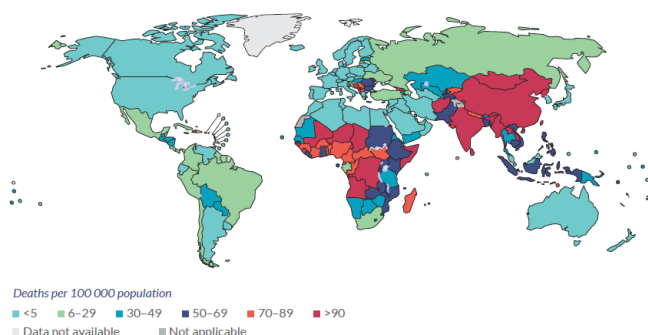 Deaths per 100 000 population
<5 6–29 30–49 50–69 70–89 >90
Data not available Not applicable